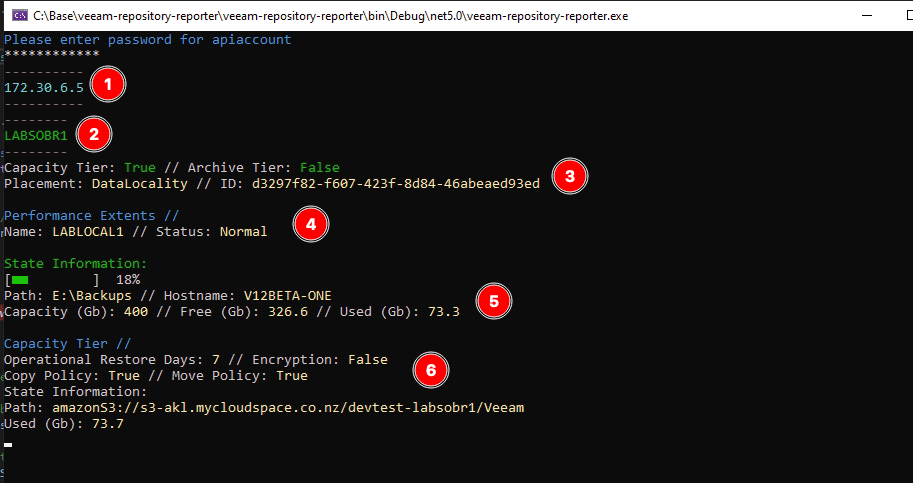 C:\Base\veeam-repository-reporter\veeam-repository-reporter\bin\Debug\net5.0\veeam-repository-reporter.exe
Please enter password for apiaccount
************
----------
172.30.6.5 1
----------
--------
LABSOBR1 2
--------
Capacity Tier: True // Archive Tier: False
Placement: DataLocality // ID: d3297f82-f607-423f-8d84-46abeaed93ed 3
Performance Extents // 4
Name: LABLOCAL1 // Status: Normal
State Information:
[ ] 18%
Path: E:\Backups // Hostname: V12BETA-ONE 5
Capacity (Gb): 400 // Free (Gb): 326.6 // Used (Gb): 73.3
Capacity Tier //
Operational Restore Days: 7 // Encryption: False 6
Copy Policy: True // Move Policy: True
State Information:
Path: amazonS3://s3-akl.mycloudspace.co.nz/devtest-labsobr1/Veeam
Used (Gb): 73.7